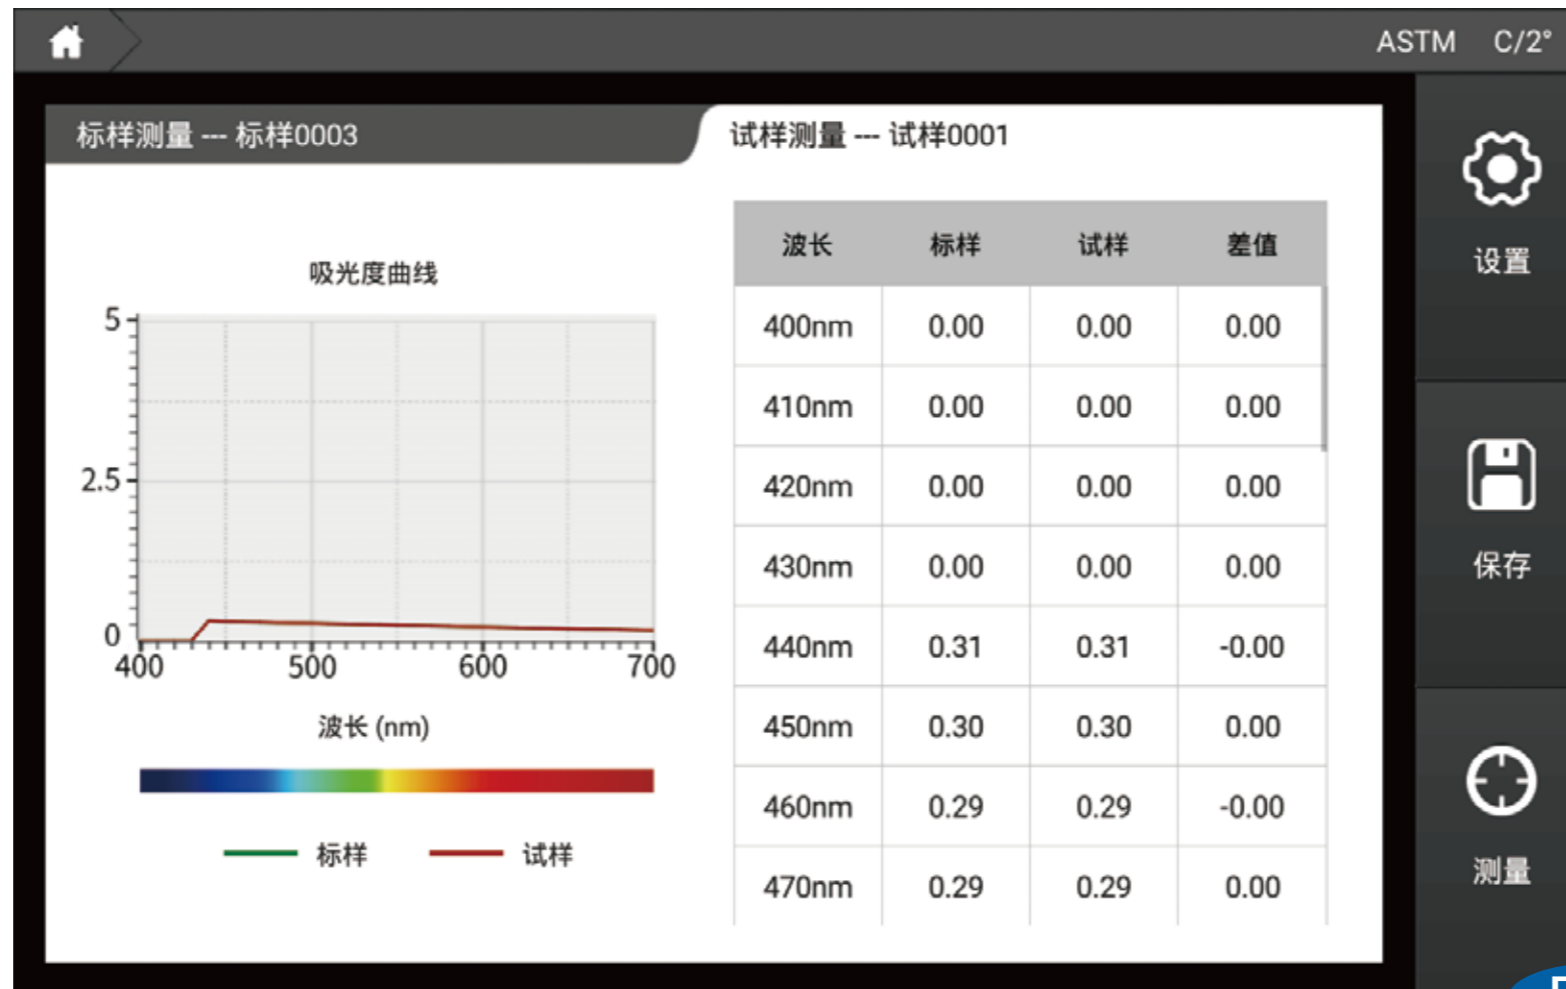 ASTM C/2°
标样测量 --- 标样0003
试样测量 --- 试样0001
吸光度曲线
5
2.5
0
400 500 600 700
波长 (nm)
标样 试样
波长 标样 试样 差值
400nm 0.00 0.00 0.00
410nm 0.00 0.00 0.00
420nm 0.00 0.00 0.00
430nm 0.00 0.00 0.00
440nm 0.31 0.31 -0.00
450nm 0.30 0.30 0.00
460nm 0.29 0.29 -0.00
470nm 0.29 0.29 0.00
设置
保存
测量